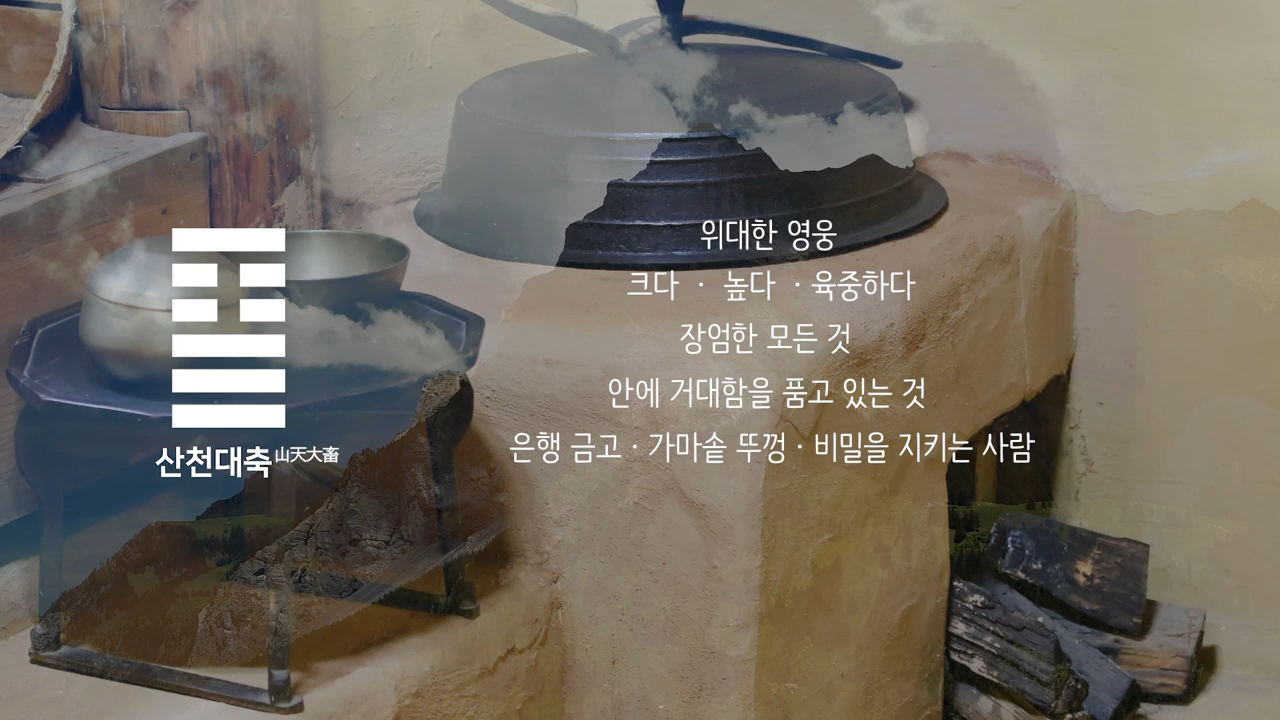 산천대축山天大畜
위대한 영웅
크다 · 높다 · 육중하다
장엄한 모든 것
안에 거대함을 품고 있는 것
은행 금고 · 가마솥 뚜껑 · 비밀을 지키는 사람